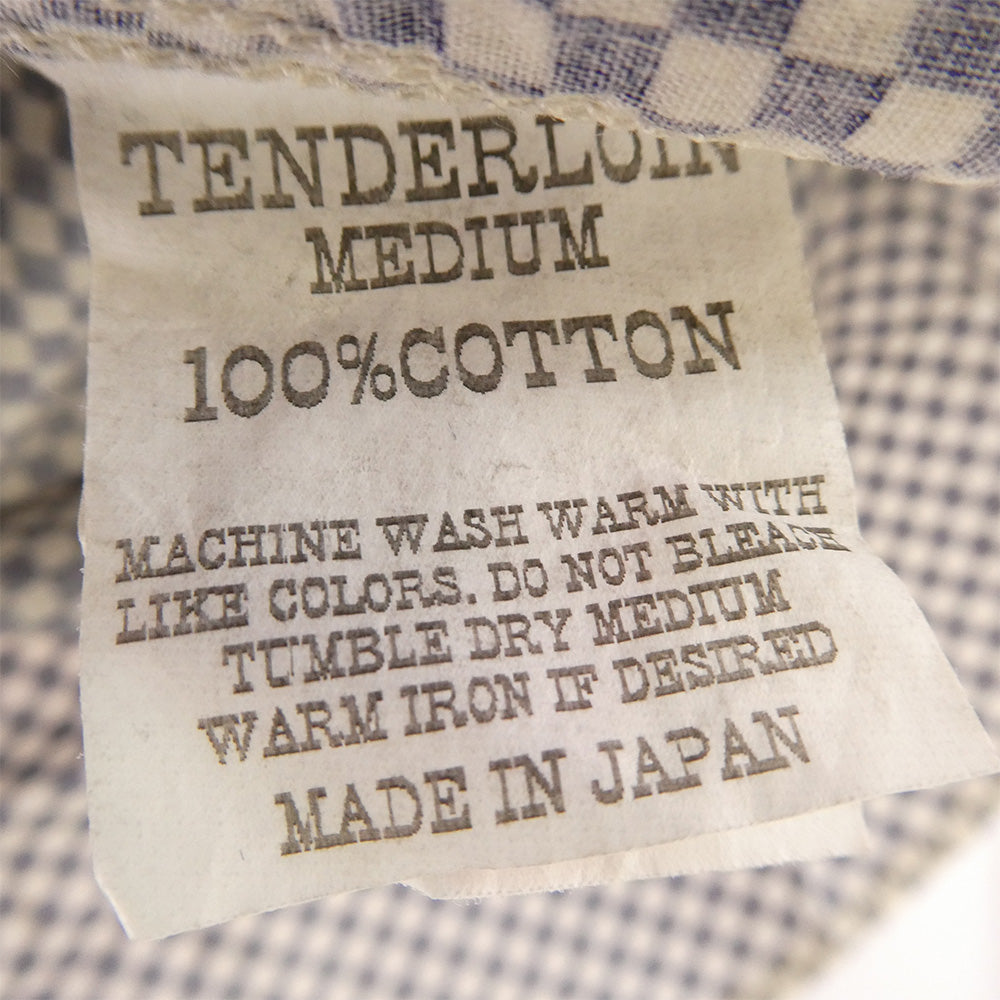 TENDERLOIN
MEDIUM
100%COTTON
MACHINE WASH WARM WITH
LIKE COLORS. DO NOT BLEACH
TUMBLE DRY MEDIUM
WARM IRON IF DESIRED
MADE IN JAPAN